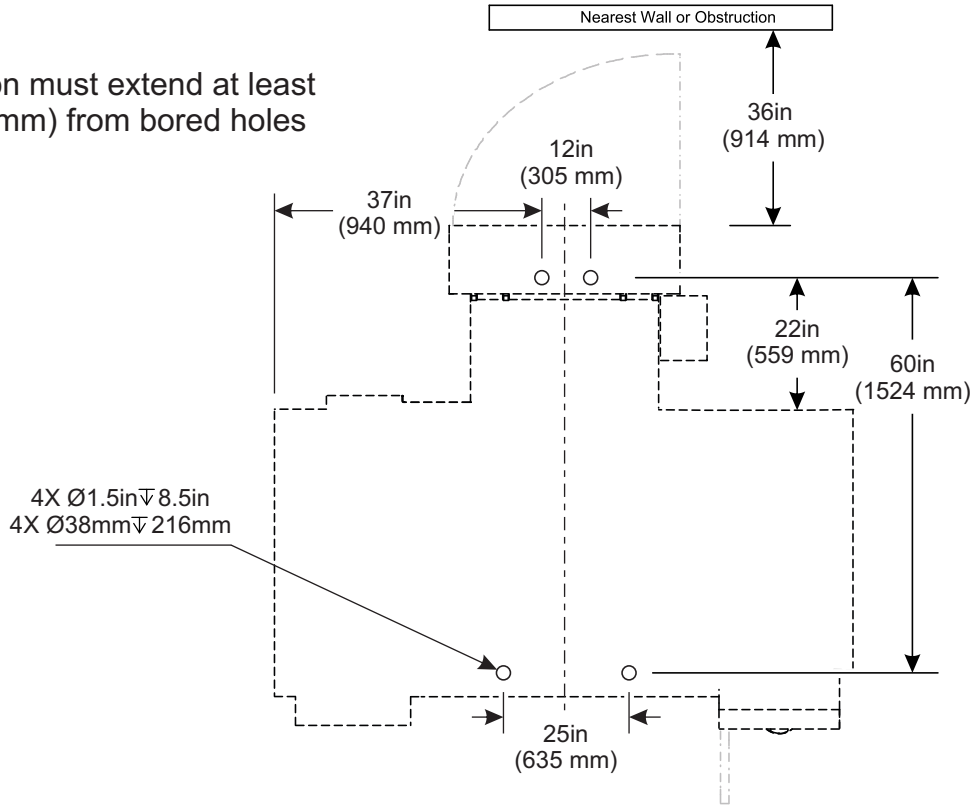 Nearest Wall or Obstruction
on must extend at least
mm) from bored holes
36in
(914 mm)
12in
(305 mm)
37in
(940 mm)
22in
(559 mm)
60in
(1524 mm)
4X Ø1.5in↧8.5in
4X Ø38mm↧216mm
25in
(635 mm)